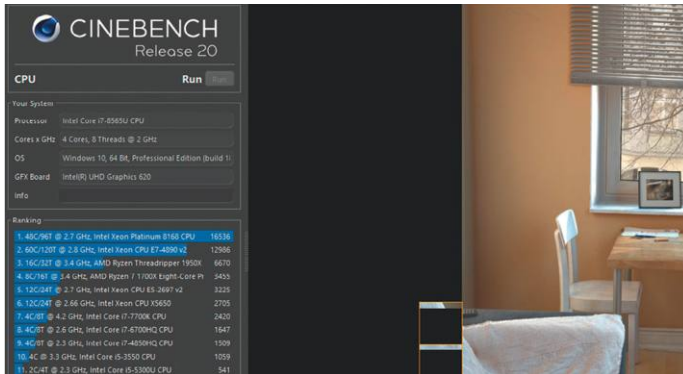 CINEBENCH
Release 20
CPU Run Run
Your System
Processor Intel Core i7-8565U CPU
Cores x GHz 4 Cores, 8 Threads @ 2 GHz
OS Windows 10, 64 Bit, Professional Edition (build 1
GFX Board Intel(R) UHD Graphics 620
Info
Ranking
1. 48C/96T @ 2.7 GHz, Intel Xeon Platinum 8168 CPU 16536
2. 60C/120T @ 2.8 GHz, Intel Xeon CPU E7-4890 v2 12986
3. 16C/32T @ 3.4 GHz, AMD Ryzen Threadripper 1950X 6670
4. 8C/16T @ 3.4 GHz, AMD Ryzen 7 1700X Eight-Core Pr 3455
5. 12C/24T @ 2.7 GHz, Intel Xeon CPU E5-2697 v2 3225
6. 12C/24T @ 2.66 GHz, Intel Xeon CPU X5650 2705
7. 4C/8T @ 4.2 GHz, Intel Core i7-7700K CPU 2420
8. 4C/8T @ 2.6 GHz, Intel Core i7-6700HQ CPU 1647
9. 4C/8T @ 2.3 GHz, Intel Core i7-4850HQ CPU 1509
10. 4C @ 3.3 GHz, Intel Core i5-3550 CPU 1059
11. 2C/4T @ 2.3 GHz, Intel Core i5-5300U CPU 541